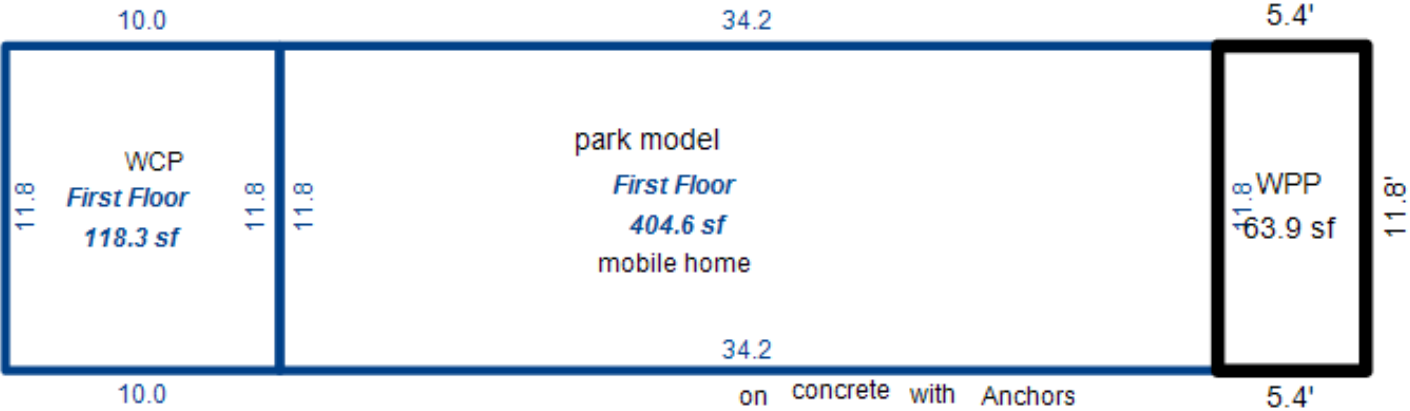 10.0
34.2
5.4'
WCP
First Floor
118.3 sf
11.8
11.8
11.8
park model
First Floor
404.6 sf
mobile home
11.8
WPP
63.9 sf
11.8'
34.2
10.0
on concrete with Anchors
5.4'